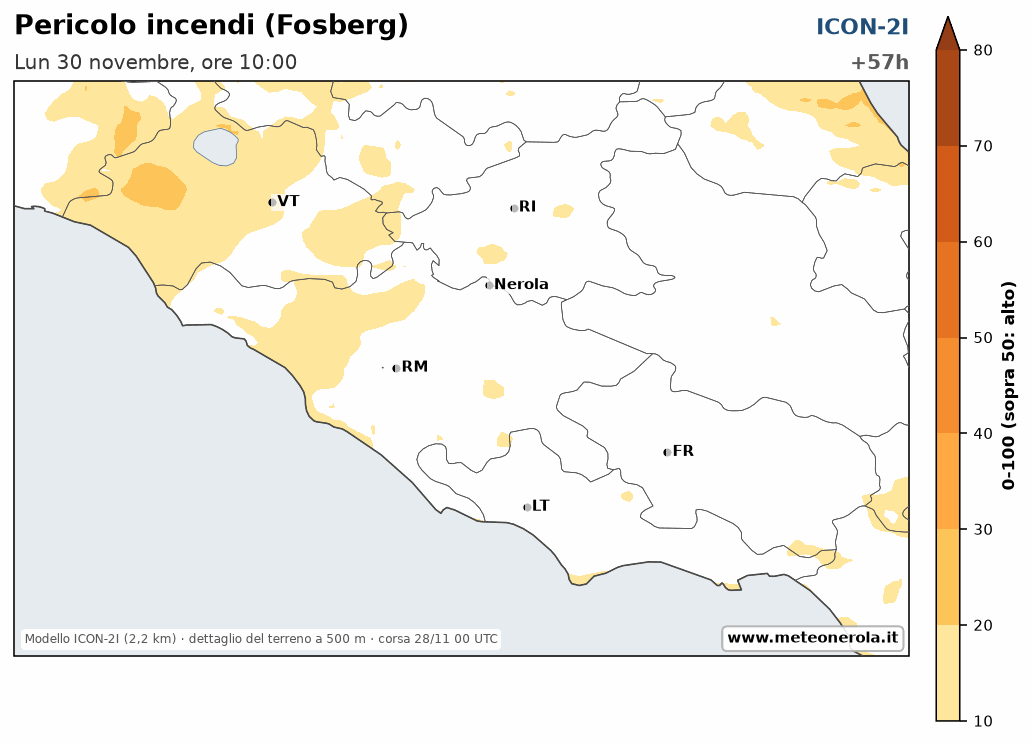 Pericolo incendi (Fosberg)
ICON-2I
Lun 30 novembre, ore 10:00
+57h
80
70
60
50
40
30
20
10
0-100 (sopra 50: alto)
VT
RI
Nerola
RM
FR
LT
Modello ICON-2I (2,2 km) · dettaglio del terreno a 500 m · corsa 28/11 00 UTC
www.meteonerola.it